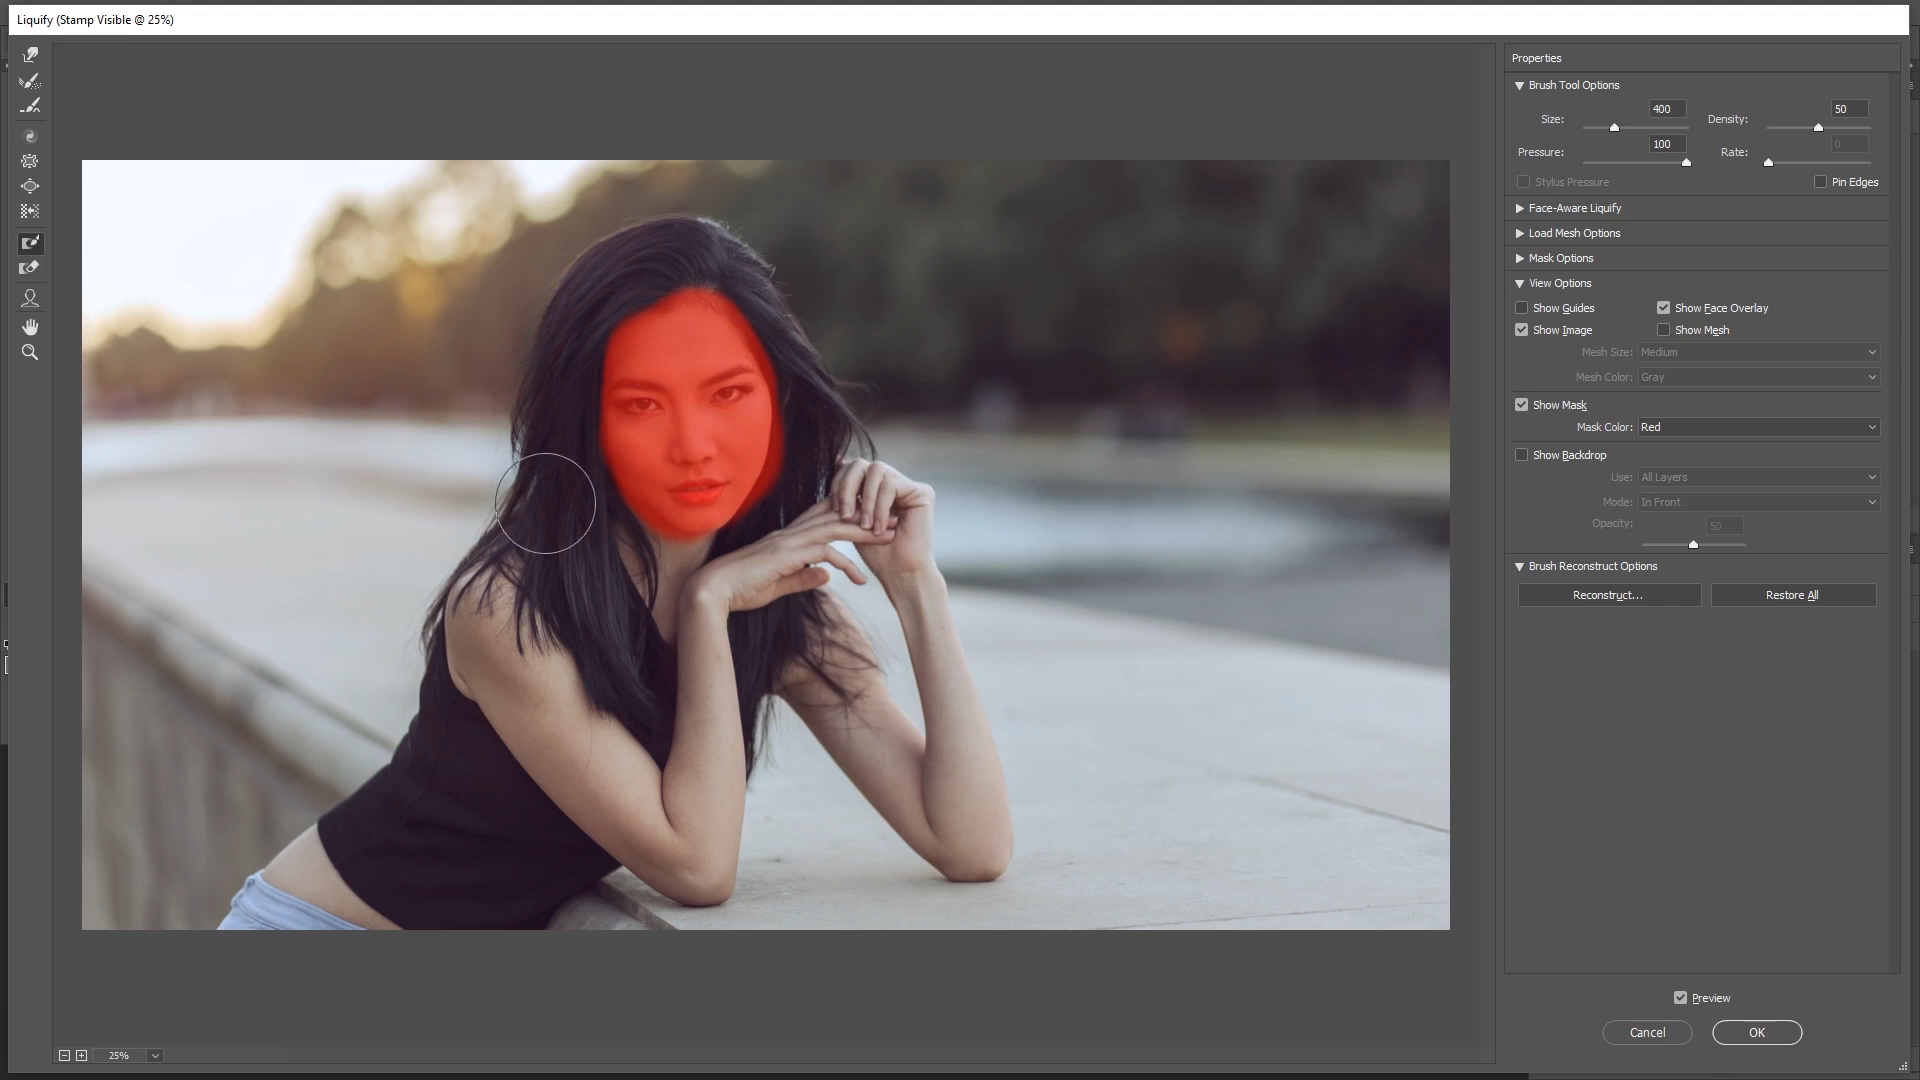 Liquify (Stamp Visible @ 25%)
Properties
Brush Tool Options
Size: 400 Density: 50
Pressure: 100 Rate: 0
Stylus Pressure Pin Edges
Face-Aware Liquify
Load Mesh Options
Mask Options
View Options
Show Guides Show Face Overlay
Show Image Show Mesh
Mesh Size: Medium
Mesh Color: Gray
Show Mask
Mask Color: Red
Show Backdrop
Use: All Layers
Mode: In Front
Opacity: 50
Brush Reconstruct Options
Reconstruct... Restore All
Preview
Cancel OK
25%